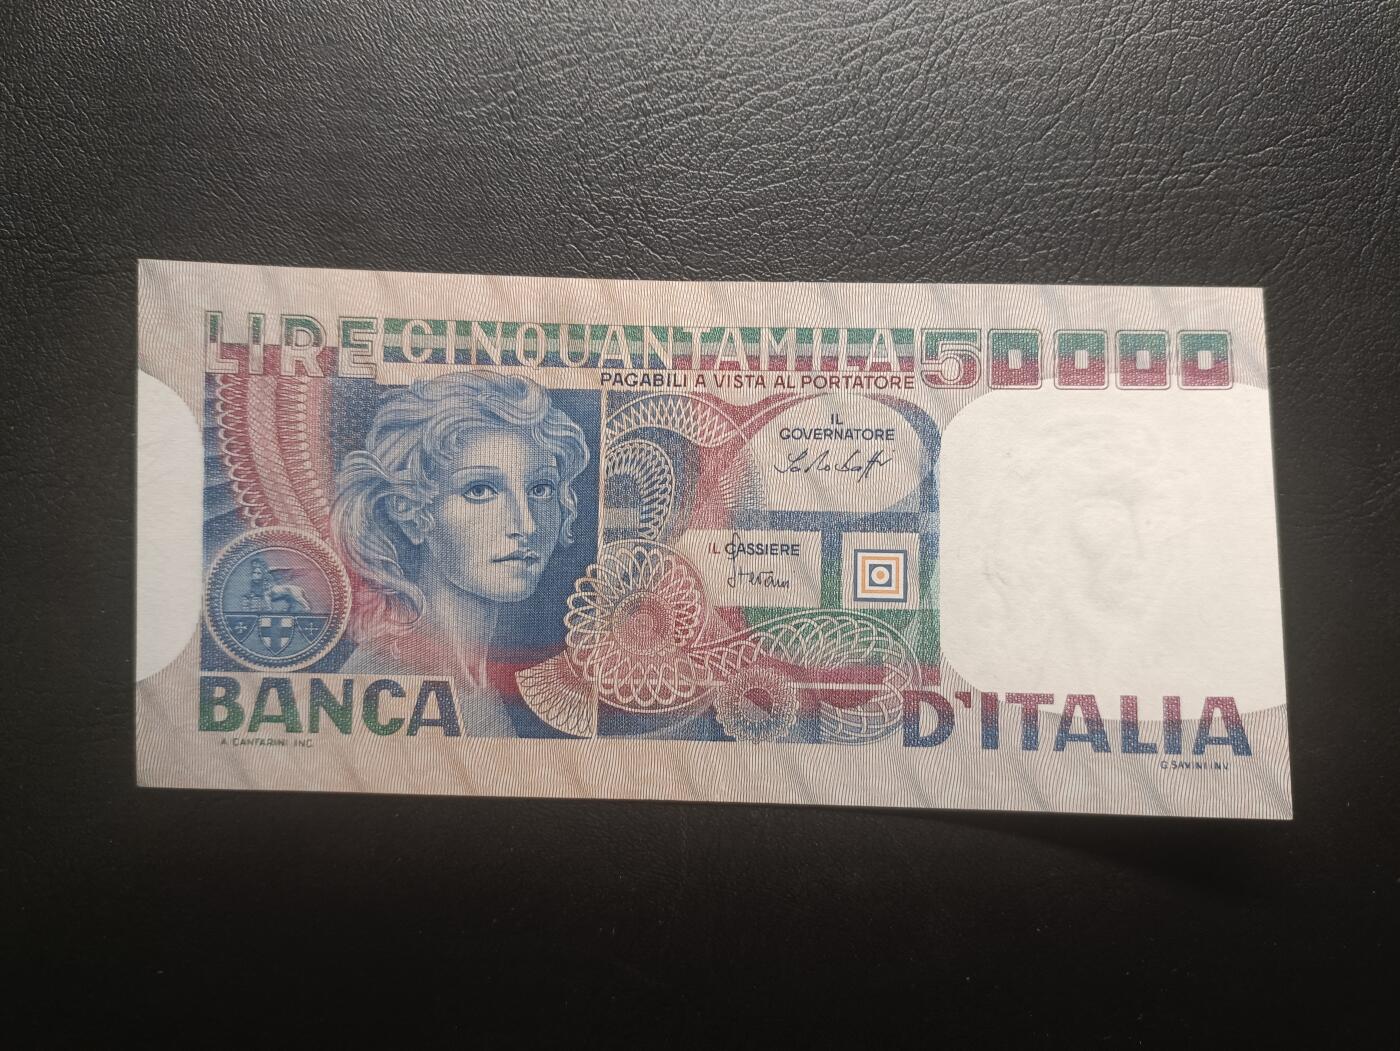 LIRE CINQUANTAMILA 50000
PAGABILI A VISTA AL PORTATORE
IL
GOVERNATORE
IL CASSIERE
BANCA D'ITALIA
A. CANFARINI INC.
G. SAVINI INV.